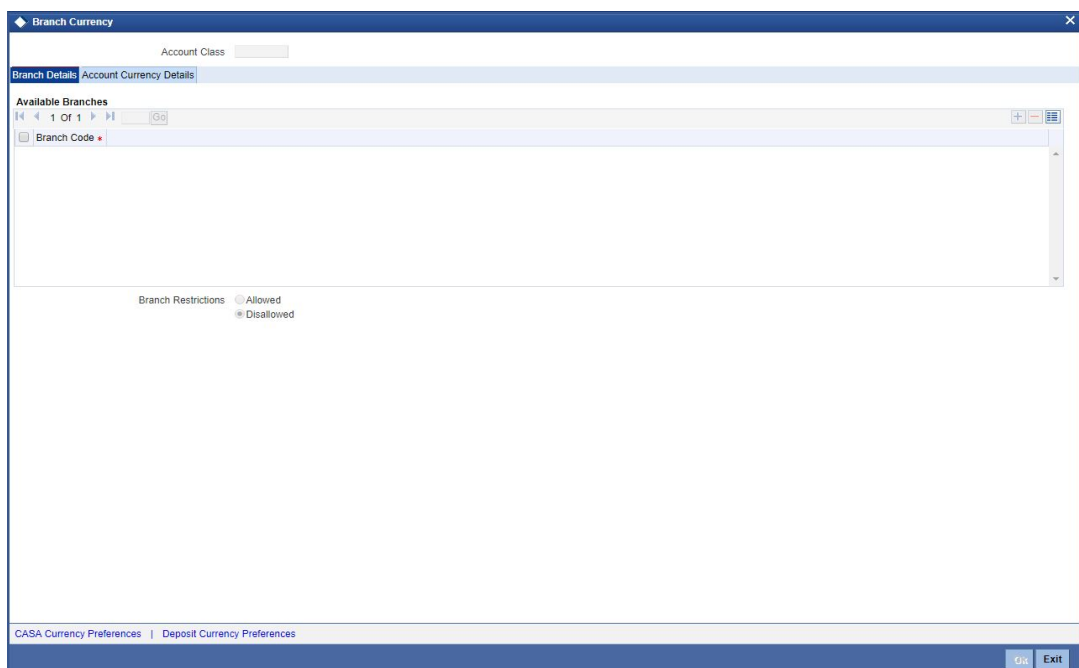 Branch Currency
Account Class
Branch Details Account Currency Details
Available Branches
1 Of 1 Go
Branch Code *
Branch Restrictions Allowed
Disallowed
CASA Currency Preferences | Deposit Currency Preferences
Ok Exit